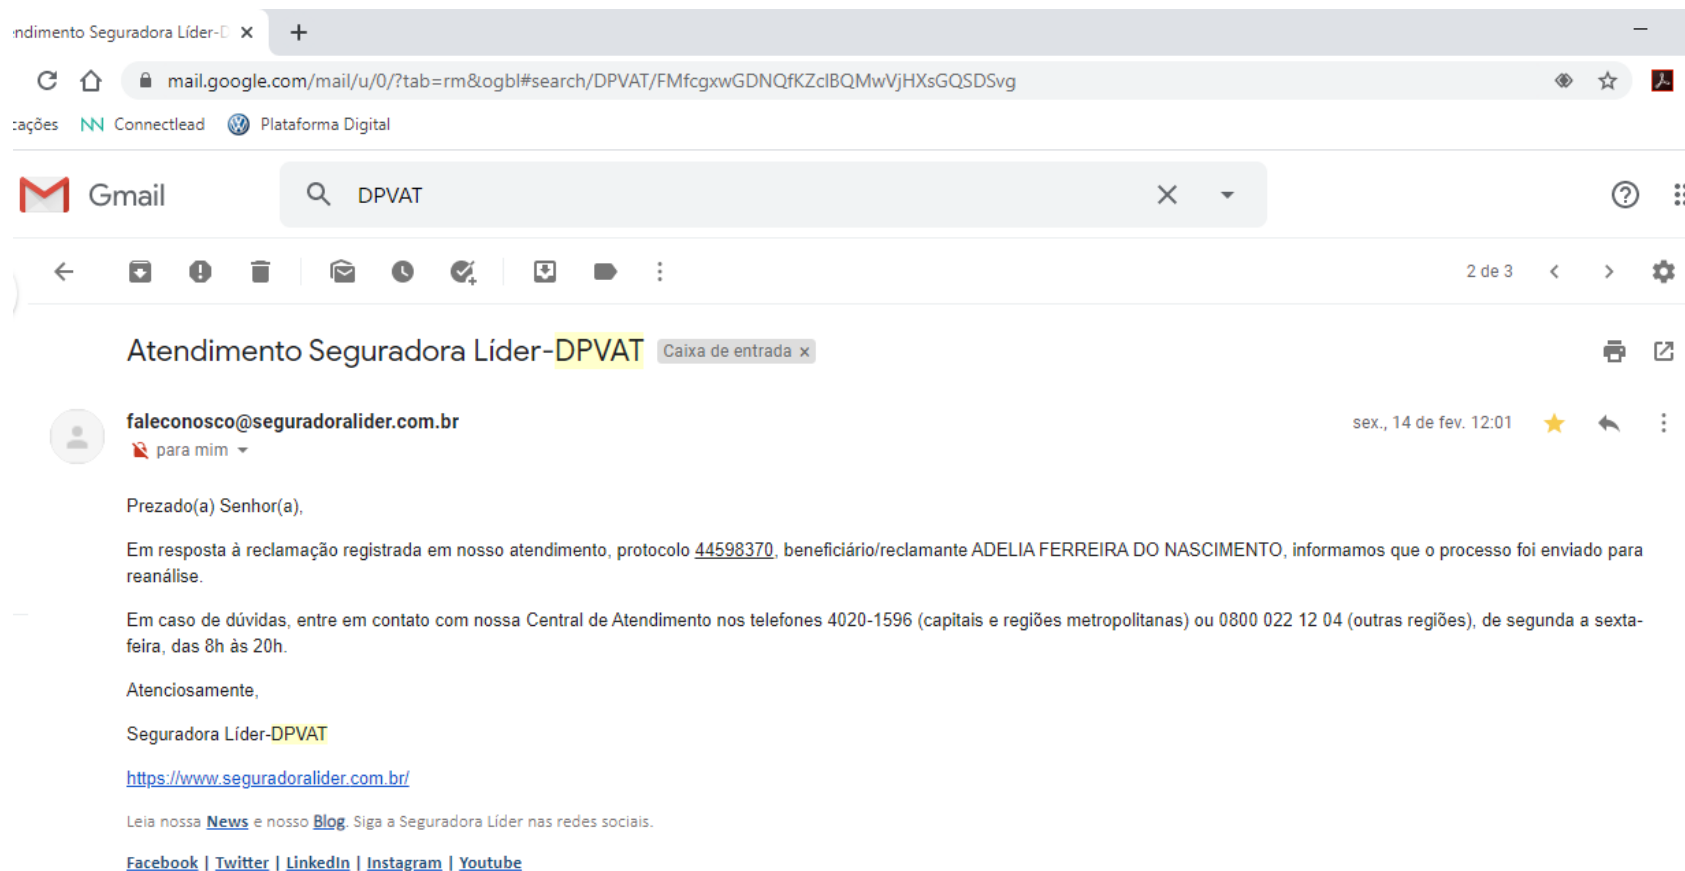 ndimento Seguradora Líder-D
mail.google.com/mail/u/0/?tab=rm&ogbl#search/DPVAT/FMfcgxwGDNQfKZclBQMwVjHXsGQSDSvg
cações NN Connectlead Plataforma Digital
Gmail DPVAT
2 de 3
Atendimento Seguradora Líder-DPVAT Caixa de entrada x
faleconosco@seguradoralider.com.br sex., 14 de fev. 12:01
para mim
Prezado(a) Senhor(a),
Em resposta à reclamação registrada em nosso atendimento, protocolo 44598370, beneficiário/reclamante ADELIA FERREIRA DO NASCIMENTO, informamos que o processo foi enviado para
reanálise.
Em caso de dúvidas, entre em contato com nossa Central de Atendimento nos telefones 4020-1596 (capitais e regiões metropolitanas) ou 0800 022 12 04 (outras regiões), de segunda a sexta-
feira, das 8h às 20h.
Atenciosamente,
Seguradora Líder-DPVAT
https://www.seguradoralider.com.br/
Leia nossa News e nosso Blog. Siga a Seguradora Líder nas redes sociais.
Facebook | Twitter | LinkedIn | Instagram | Youtube